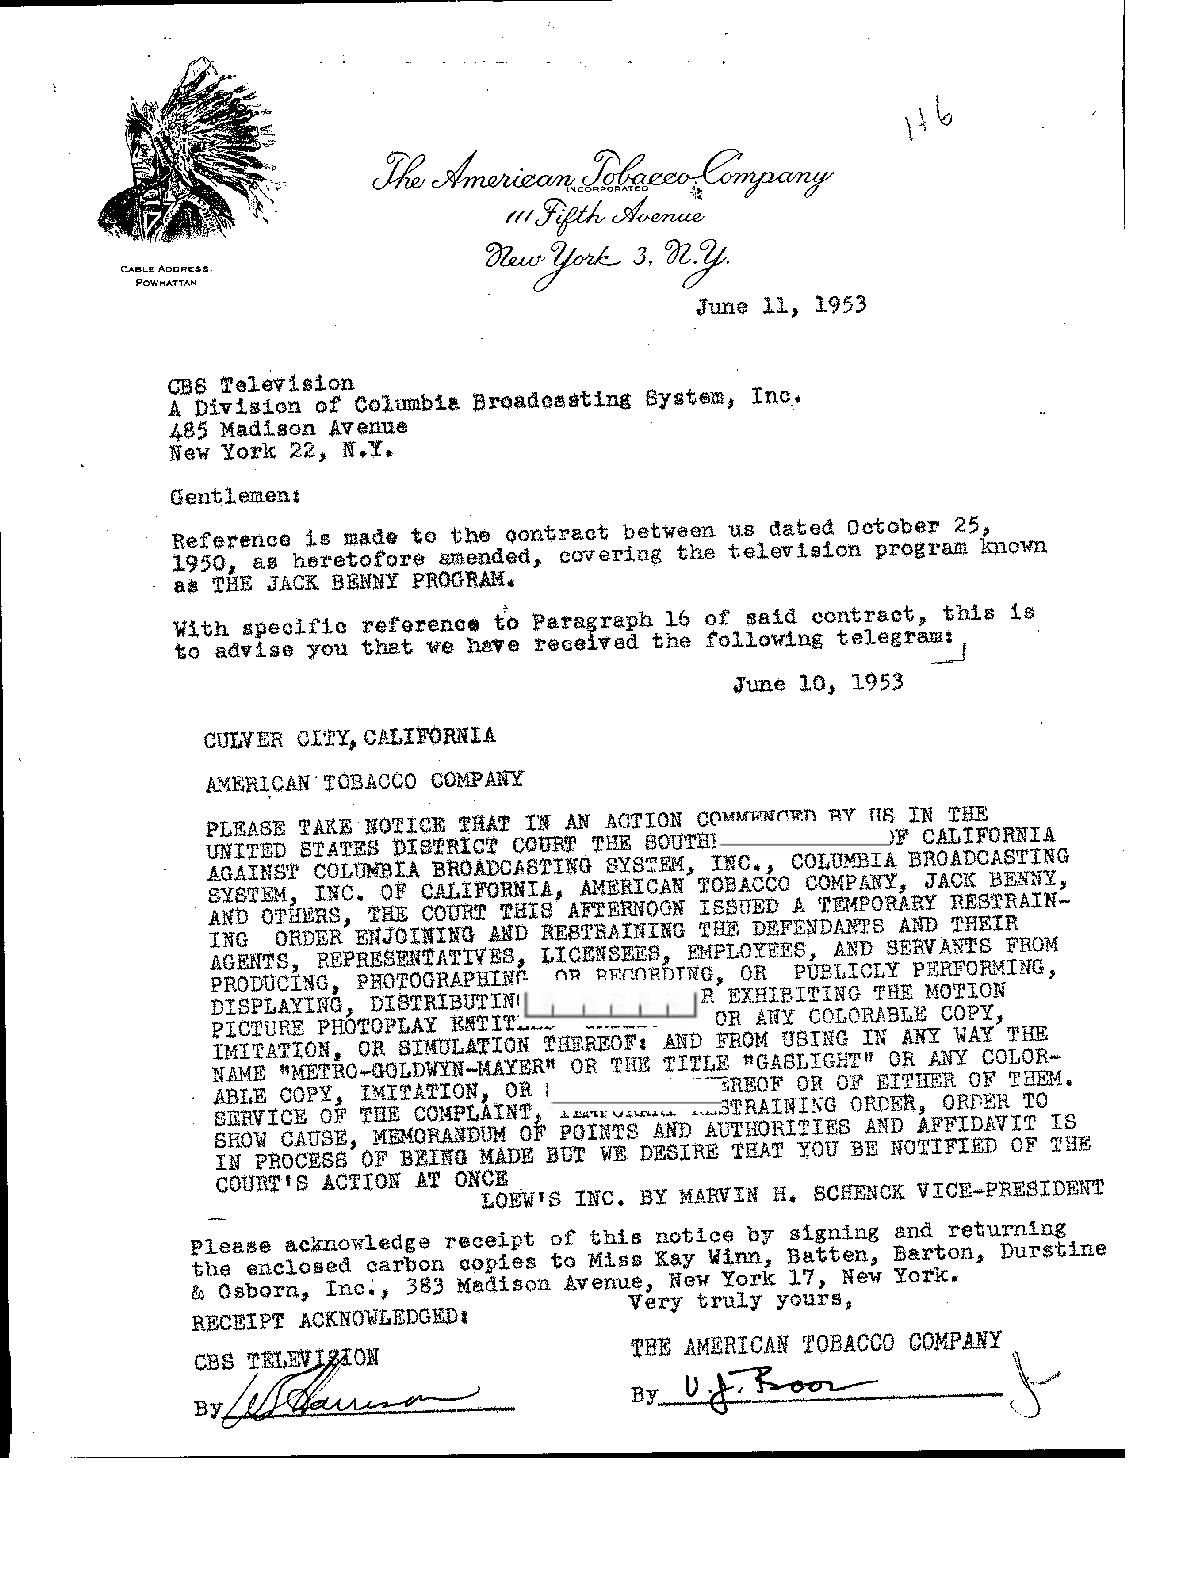 116
The American Tobacco Company
INCORPORATED
111 Fifth Avenue
New York 3, N.Y.
CABLE ADDRESS.
POWHATTAN
June 11, 1953
CBS Television
A Division of Columbia Broadcasting System, Inc.
485 Madison Avenue
New York 22, N.Y.
Gentlemen:
Reference is made to the contract between us dated October 25,
1950, as heretofore amended, covering the television program known
as THE JACK BENNY PROGRAM.
With specific reference to Paragraph 16 of said contract, this is
to advise you that we have received the following telegram:
June 10, 1953
CULVER CITY, CALIFORNIA
AMERICAN TOBACCO COMPANY
PLEASE TAKE NOTICE THAT IN AN ACTION COMMENCED BY US IN THE
UNITED STATES DISTRICT COURT THE SOUTH OF CALIFORNIA
AGAINST COLUMBIA BROADCASTING SYSTEM, INC., COLUMBIA BROADCASTING
SYSTEM, INC. OF CALIFORNIA, AMERICAN TOBACCO COMPANY, JACK BENNY,
AND OTHERS, THE COURT THIS AFTERNOON ISSUED A TEMPORARY RESTRAIN-
ING ORDER ENJOINING AND RESTRAINING THE DEFENDANTS AND THEIR
AGENTS, REPRESENTATIVES, LICENSEES, EMPLOYEES, AND SERVANTS FROM
PRODUCING, PHOTOGRAPHING OR RECORDING, OR PUBLICLY PERFORMING,
DISPLAYING, DISTRIBUTIN R EXHIBITING THE MOTION
PICTURE PHOTOPLAY ENTIT OR ANY COLORABLE COPY,
IMITATION, OR SIMULATION THEREOF: AND FROM USING IN ANY WAY THE
NAME "METRO-GOLDWYN-MAYER" OR THE TITLE "GASLIGHT" OR ANY COLOR-
ABLE COPY, IMITATION, OR EREOF OR OF EITHER OF THEM.
SERVICE OF THE COMPLAINT, STRAINING ORDER, ORDER TO
SHOW CAUSE, MEMORANDUM OF POINTS AND AUTHORITIES AND AFFIDAVIT IS
IN PROCESS OF BEING MADE BUT WE DESIRE THAT YOU BE NOTIFIED OF THE
COURT'S ACTION AT ONCE
LOEW'S INC. BY MARVIN H. SCHENCK VICE-PRESIDENT
Please acknowledge receipt of this notice by signing and returning
the enclosed carbon copies to Miss Kay Winn, Batten, Barton, Durstine
& Osborn, Inc., 383 Madison Avenue, New York 17, New York.
Very truly yours,
RECEIPT ACKNOWLEDGED:
THE AMERICAN TOBACCO COMPANY
CBS TELEVISION
By
By